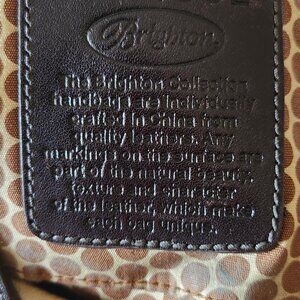 Brighton
The Brighton Collection
handbags are individually
crafted in China from
quality leathers. Any
markings on the surface are
part of the natural beauty,
texture and character
of the leather, which make
each bag unique.